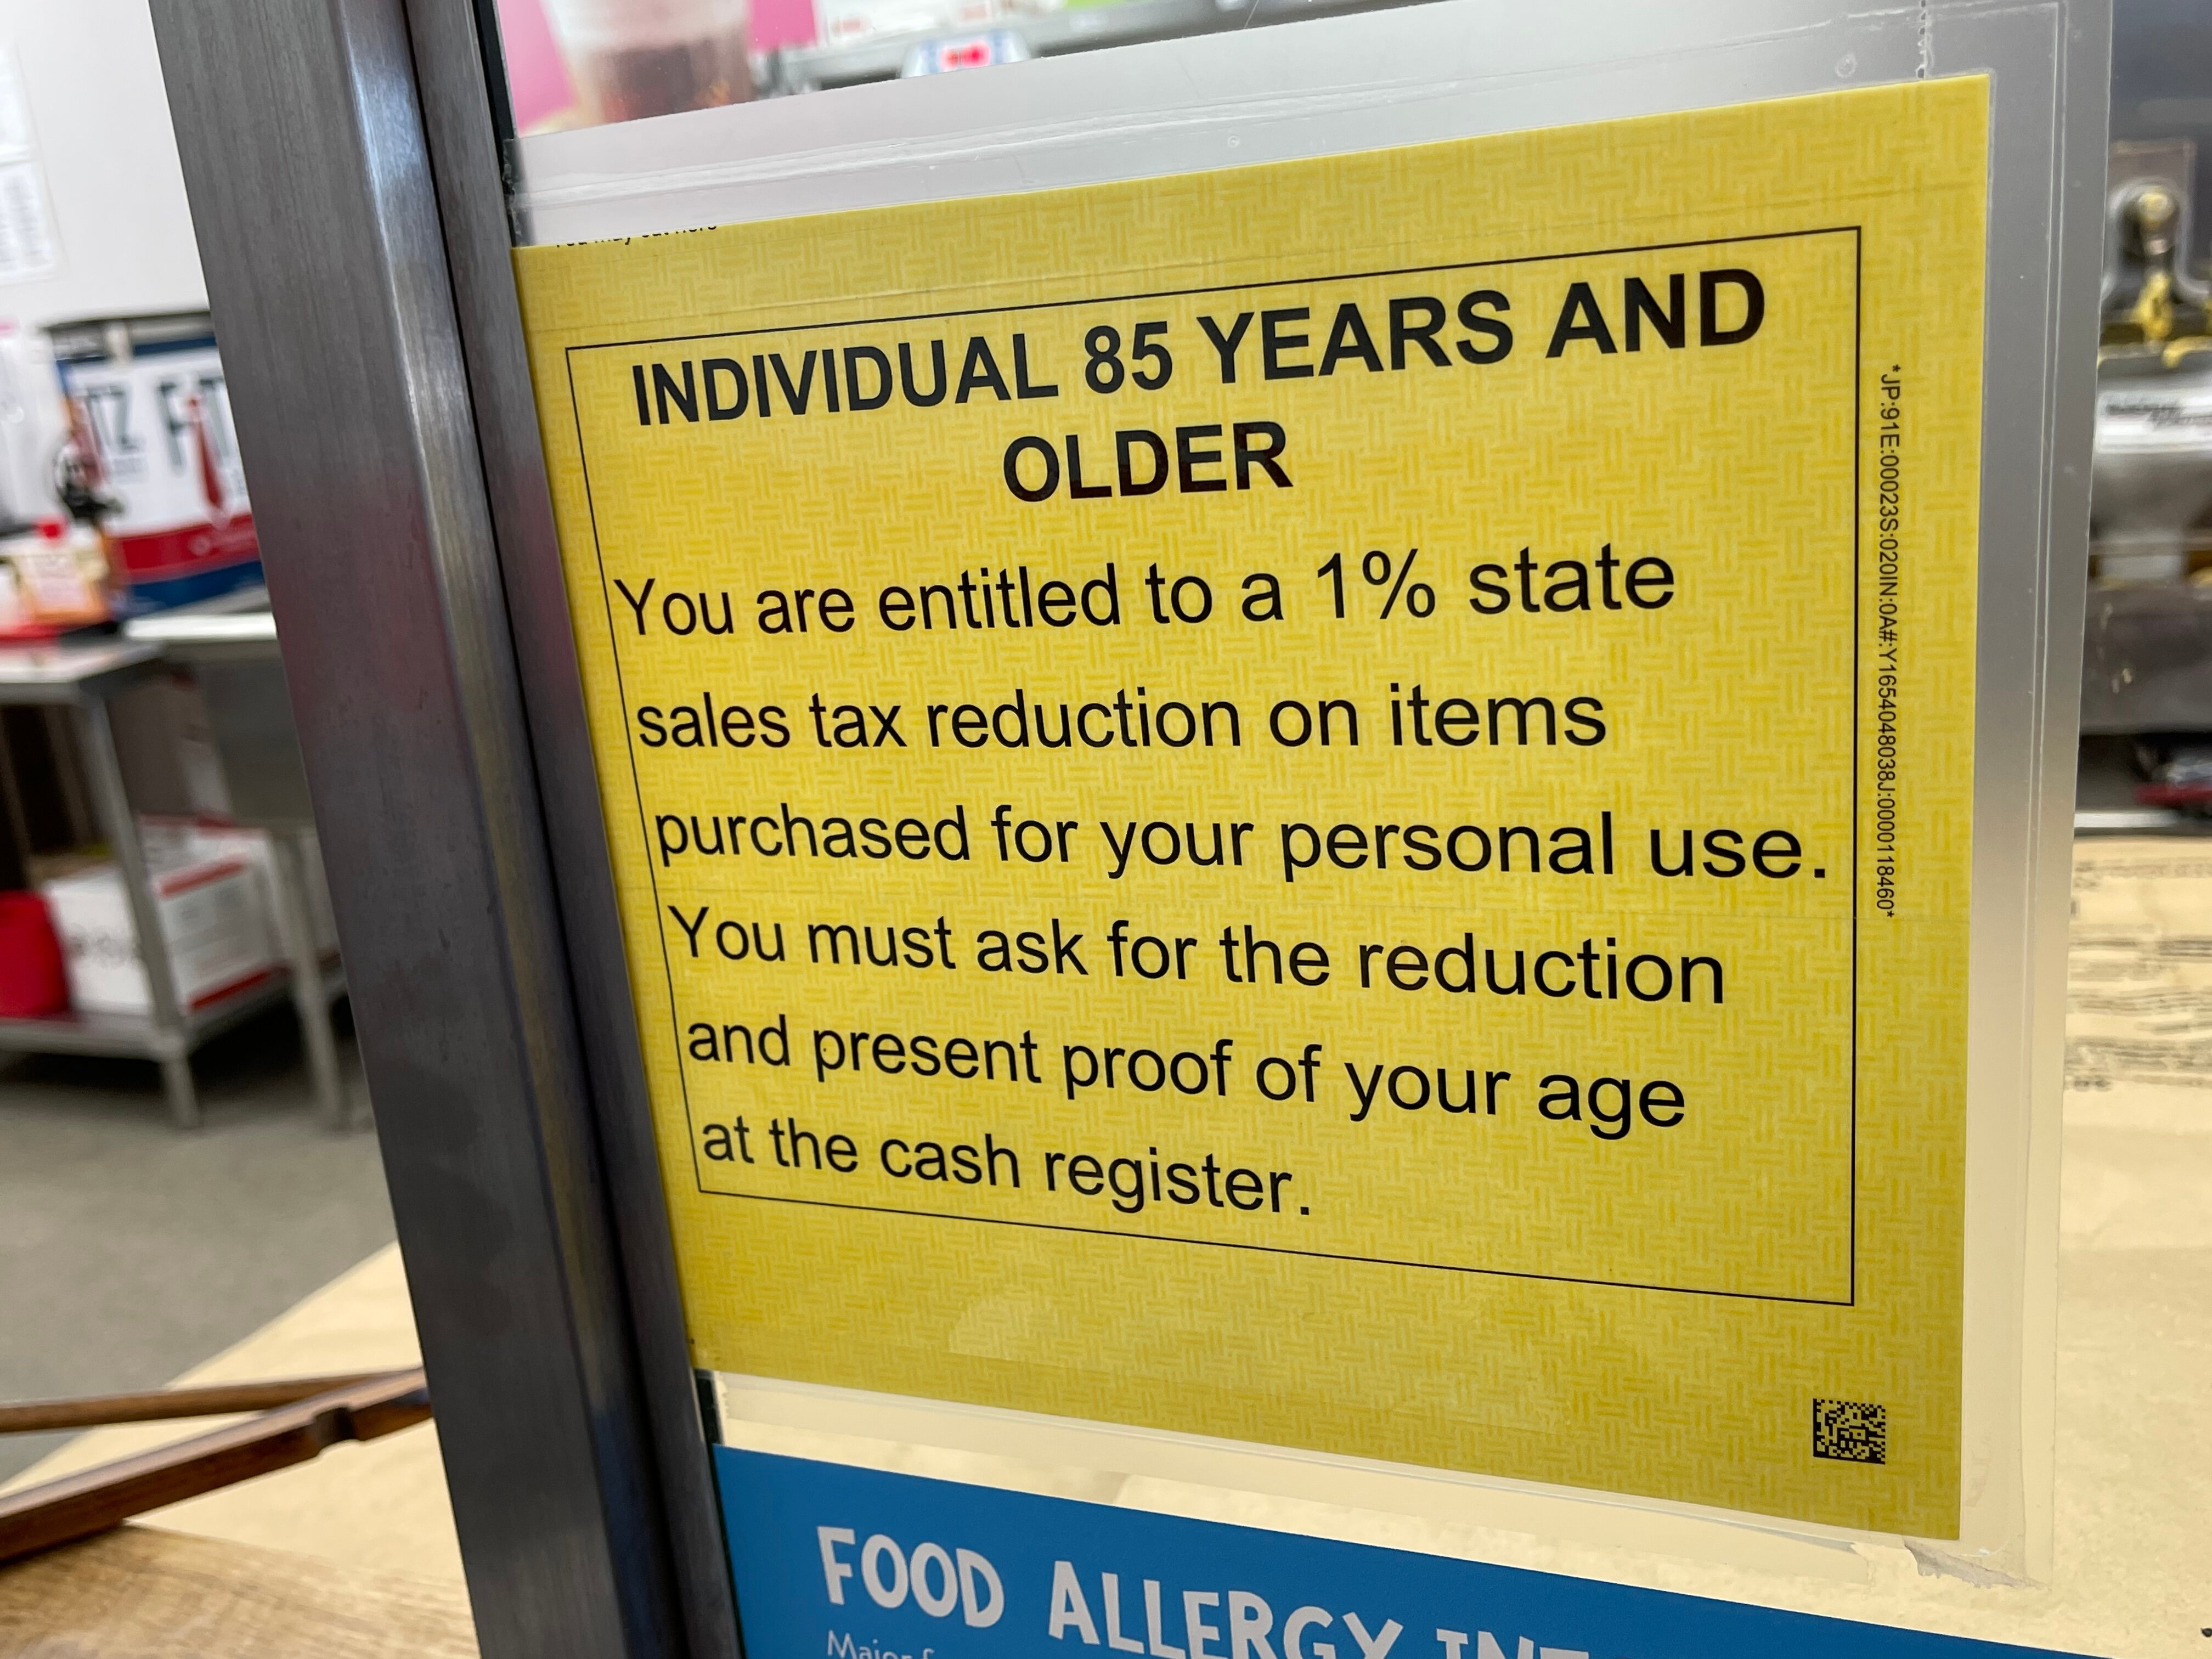 INDIVIDUAL 85 YEARS AND
OLDER
You are entitled to a 1% state
sales tax reduction on items
purchased for your personal use.
You must ask for the reduction
and present proof of your age
at the cash register.
*JP:91E:00023S:020IN:0A#:Y1654048038J:000118460*
FOOD ALLERGY